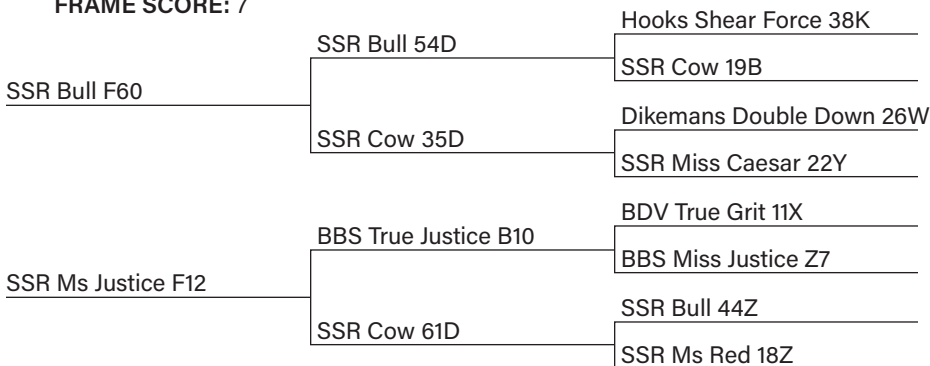 FRAME SCORE: 7
Hooks Shear Force 38K
SSR Bull 54D
SSR Cow 19B
SSR Bull F60
Dikemans Double Down 26W
SSR Cow 35D
SSR Miss Caesar 22Y
BDV True Grit 11X
BBS True Justice B10
BBS Miss Justice Z7
SSR Ms Justice F12
SSR Bull 44Z
SSR Cow 61D
SSR Ms Red 18Z